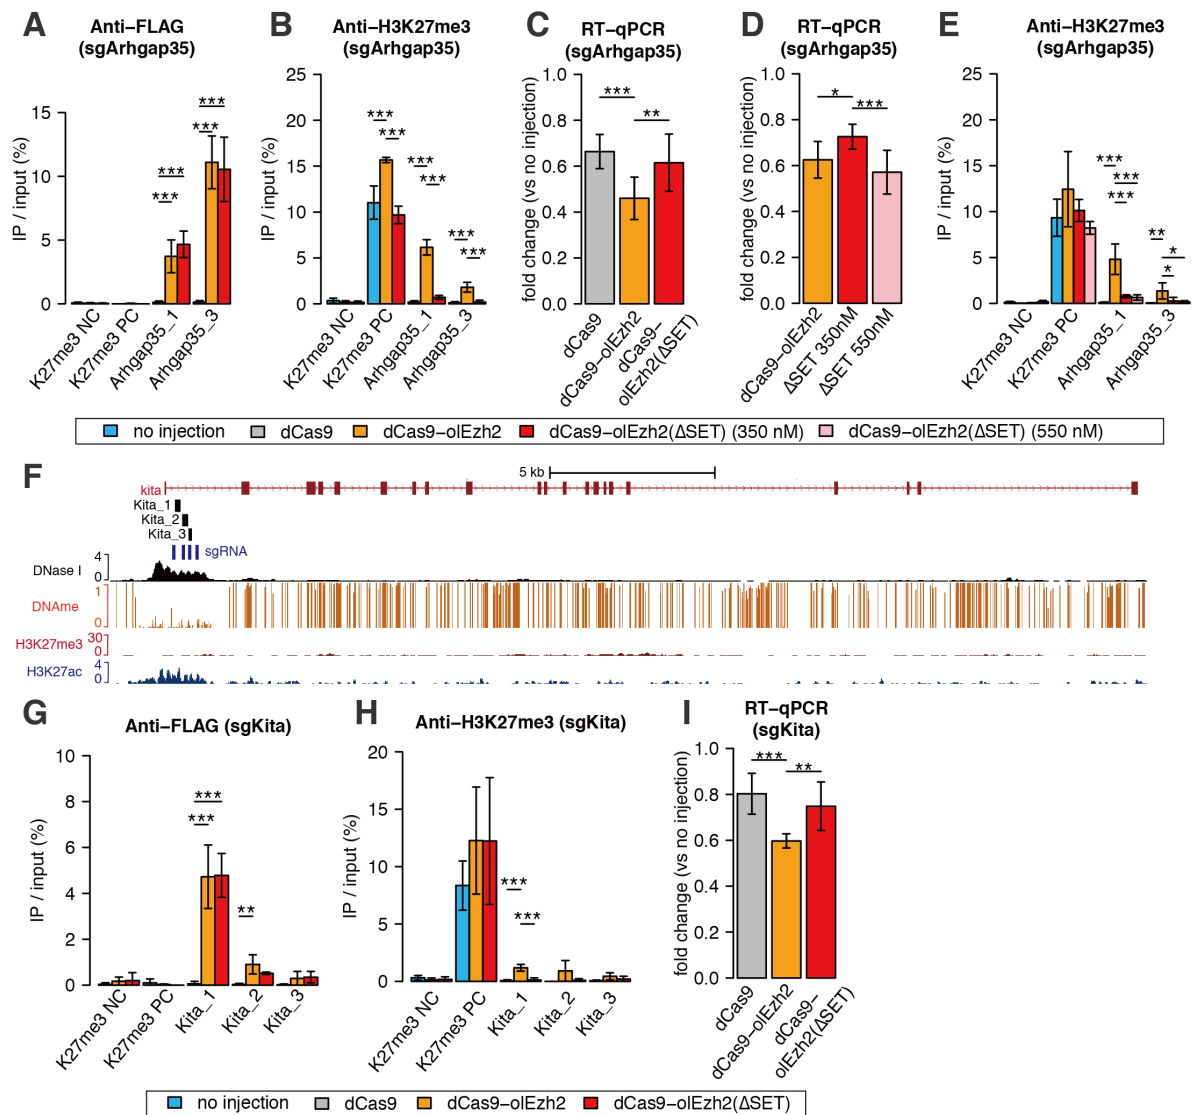 A
Anti–FLAG
(sgArhgap35)
IP / input (%)
15
10
5
0
***
***
***
***
K27me3 NC
K27me3 PC
Arhgap35_1
Arhgap35_3
B
Anti–H3K27me3
(sgArhgap35)
IP / input (%)
25
20
15
10
5
0
***
***
***
***
***
***
K27me3 NC
K27me3 PC
Arhgap35_1
Arhgap35_3
C
RT–qPCR
(sgArhgap35)
fold change (vs no injection)
1.0
0.8
0.6
0.4
0.2
0.0
***
**
dCas9
dCas9–olEzh2
dCas9–
olEzh2(ΔSET)
D
RT–qPCR
(sgArhgap35)
fold change (vs no injection)
1.0
0.8
0.6
0.4
0.2
0.0
*
***
dCas9–olEzh2
ΔSET 350nM
ΔSET 550nM
E
Anti–H3K27me3
(sgArhgap35)
IP / input (%)
25
20
15
10
5
0
***
***
***
**
*
*
K27me3 NC
K27me3 PC
Arhgap35_1
Arhgap35_3
no injection
dCas9
dCas9–olEzh2
dCas9–olEzh2(ΔSET) (350 nM)
dCas9–olEzh2(ΔSET) (550 nM)
F
5 kb
kita
Kita_1
Kita_2
Kita_3
sgRNA
DNase I
4
0
DNAme
1
0
H3K27me3
30
0
H3K27ac
4
0
G
Anti–FLAG (sgKita)
IP / input (%)
10
8
6
4
2
0
***
***
**
K27me3 NC
K27me3 PC
Kita_1
Kita_2
Kita_3
H
Anti–H3K27me3 (sgKita)
IP / input (%)
20
15
10
5
0
***
***
K27me3 NC
K27me3 PC
Kita_1
Kita_2
Kita_3
I
RT–qPCR
(sgKita)
fold change (vs no injection)
1.0
0.8
0.6
0.4
0.2
0.0
***
**
dCas9
dCas9–olEzh2
dCas9–
olEzh2(ΔSET)
no injection
dCas9
dCas9–olEzh2
dCas9–olEzh2(ΔSET)